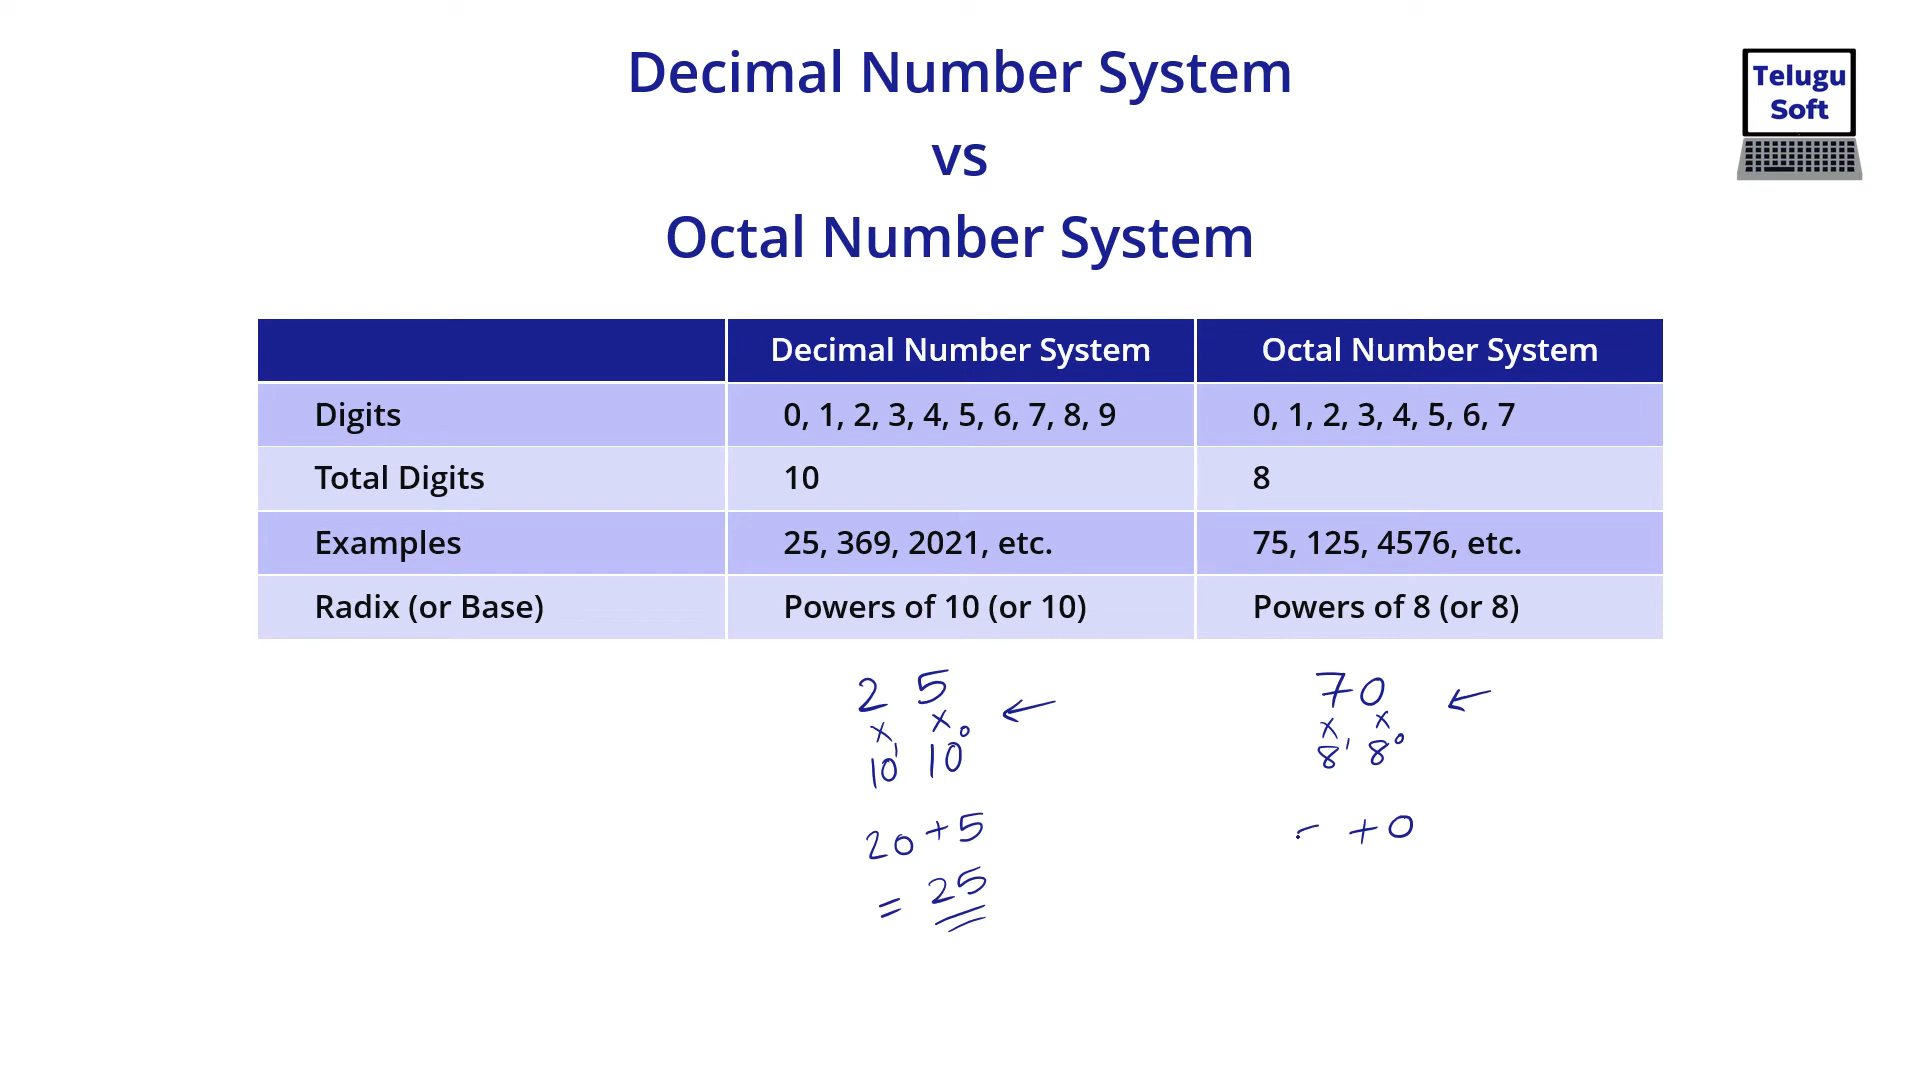 Decimal Number System
vs
Octal Number System
Telugu
Soft
Decimal Number System Octal Number System
Digits 0, 1, 2, 3, 4, 5, 6, 7, 8, 9 0, 1, 2, 3, 4, 5, 6, 7
Total Digits 10 8
Examples 25, 369, 2021, etc. 75, 125, 4576, etc.
Radix (or Base) Powers of 10 (or 10) Powers of 8 (or 8)
2 5 ← 70 ←
x x x x
10¹ 10⁰ 8¹ 8⁰
20 + 5 + 0
= 25